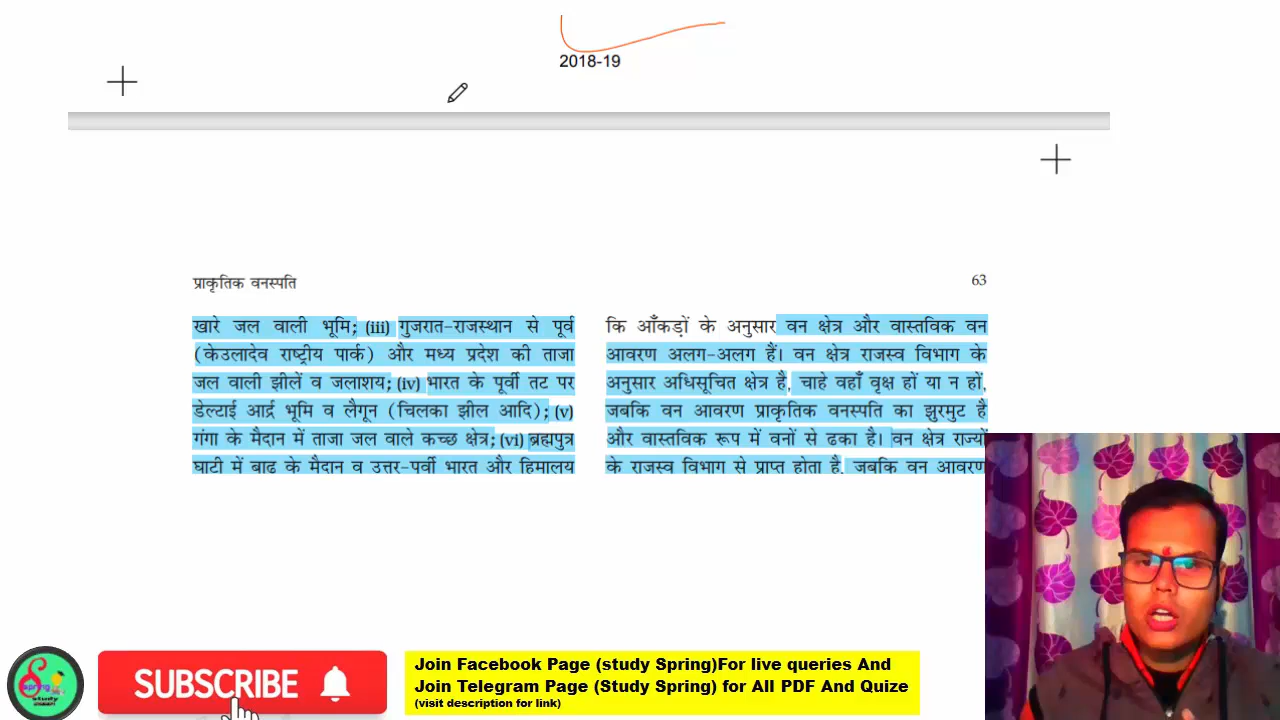 2018-19
प्राकृतिक वनस्पति
63
खारे जल वाली भूमि; (iii) गुजरात-राजस्थान से पूर्व
(केउलादेव राष्ट्रीय पार्क) और मध्य प्रदेश की ताजा
जल वाली झीलें व जलाशय; (iv) भारत के पूर्वी तट पर
डेल्टाई आर्द्र भूमि व लैगून (चिलका झील आदि); (v)
गंगा के मैदान में ताजा जल वाले कच्छ क्षेत्र; (vi) ब्रह्मपुत्र
घाटी में बाढ़ के मैदान व उत्तर-पूर्वी भारत और हिमालय
कि आँकड़ों के अनुसार वन क्षेत्र और वास्तविक वन
आवरण अलग-अलग हैं। वन क्षेत्र राजस्व विभाग के
अनुसार अधिसूचित क्षेत्र है, चाहे वहाँ वृक्ष हों या न हों,
जबकि वन आवरण प्राकृतिक वनस्पति का झुरमुट है
और वास्तविक रूप में वनों से ढका है। वन क्षेत्र राज्यों
के राजस्व विभाग से प्राप्त होता है, जबकि वन आवरण
SUBSCRIBE
Join Facebook Page (study Spring)For live queries And
Join Telegram Page (Study Spring) for All PDF And Quize
(visit description for link)